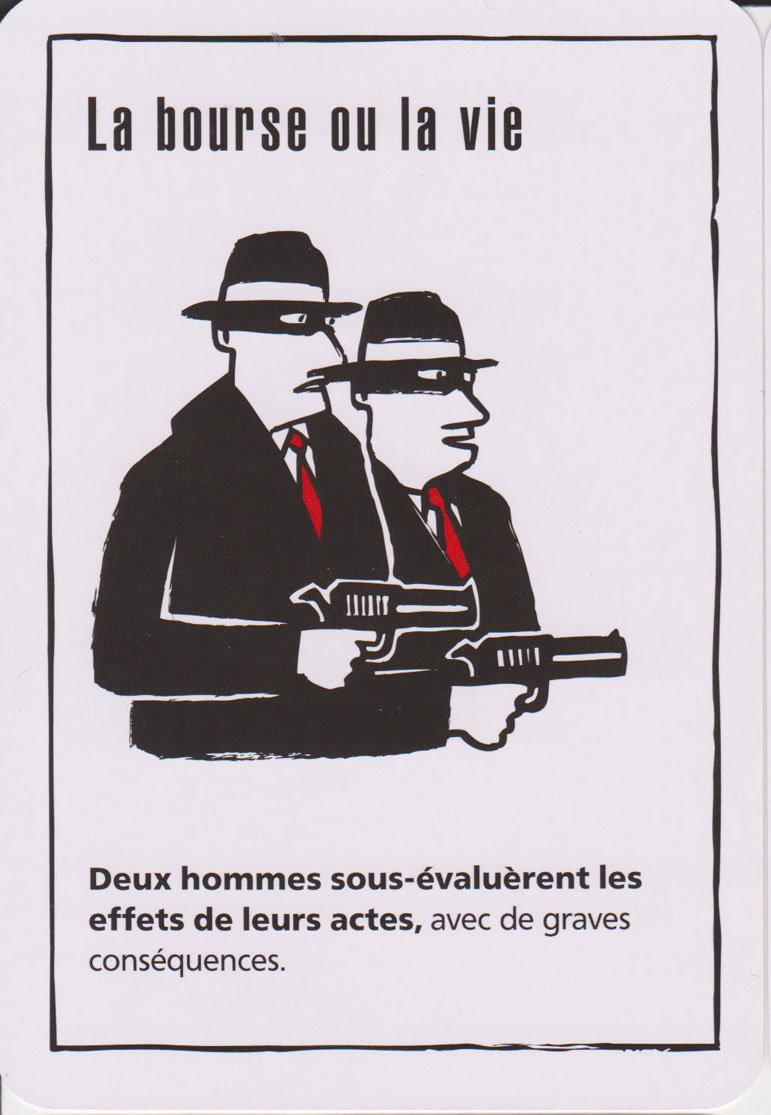 La bourse ou la vie
Deux hommes sous-évaluèrent les
effets de leurs actes, avec de graves
conséquences.